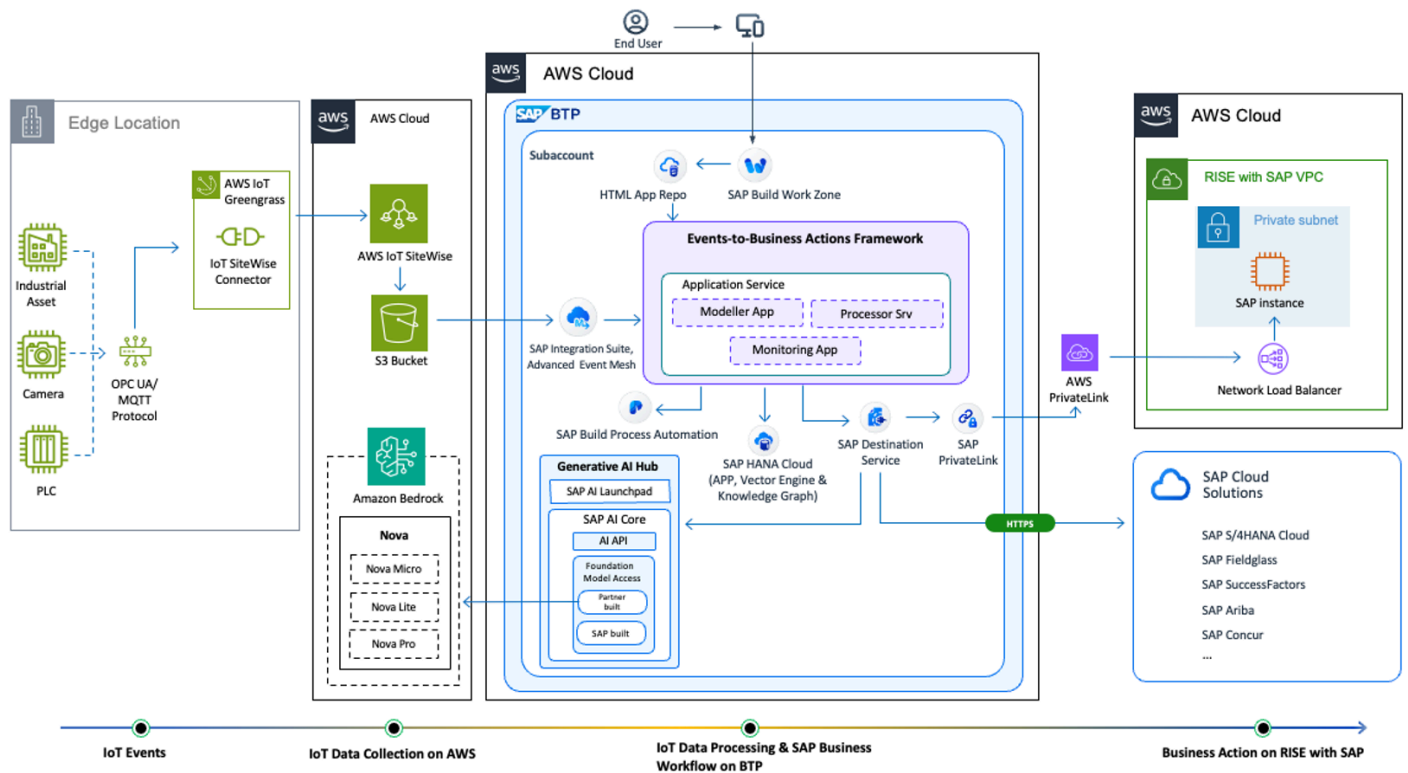 End User
aws
AWS Cloud
Edge Location
aws
AWS Cloud
SAP BTP
aws
AWS Cloud
Subaccount
AWS IoT
Greengrass
IoT SiteWise
Connector
Industrial
Asset
Camera
PLC
OPC UA/
MQTT
Protocol
AWS IoT SiteWise
S3 Bucket
Amazon Bedrock
Nova
Nova Micro
Nova Lite
Nova Pro
HTML App Repo
SAP Build Work Zone
Events-to-Business Actions Framework
Application Service
Modeller App
Processor Srv
Monitoring App
M
SAP Integration Suite,
Advanced Event Mesh
SAP Build Process Automation
SAP HANA Cloud
(APP, Vector Engine &
Knowledge Graph)
SAP Destination
Service
SAP
PrivateLink
Generative AI Hub
SAP AI Launchpad
SAP AI Core
AI API
Foundation
Model Access
Partner
built
SAP built
HTTPS
AWS
PrivateLink
RISE with SAP VPC
Private subnet
SAP instance
Network Load Balancer
SAP Cloud
Solutions
SAP S/4HANA Cloud
SAP Fieldglass
SAP SuccessFactors
SAP Ariba
SAP Concur
...
IoT Events
IoT Data Collection on AWS
IoT Data Processing & SAP Business
Workflow on BTP
Business Action on RISE with SAP